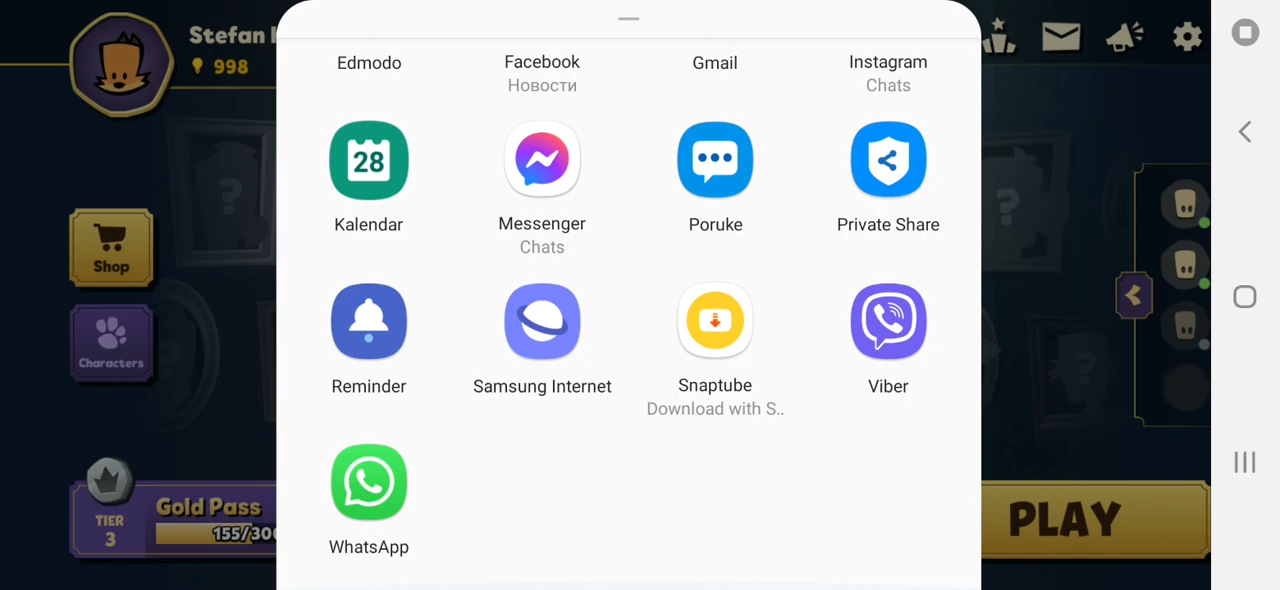 Stefan
998
Edmodo
Facebook
Новости
Gmail
Instagram
Chats
28
Kalendar
Messenger
Chats
Poruke
Private Share
Shop
Characters
Reminder
Samsung Internet
Snaptube
Download with S..
Viber
WhatsApp
TIER
3
Gold Pass
155/300
PLAY